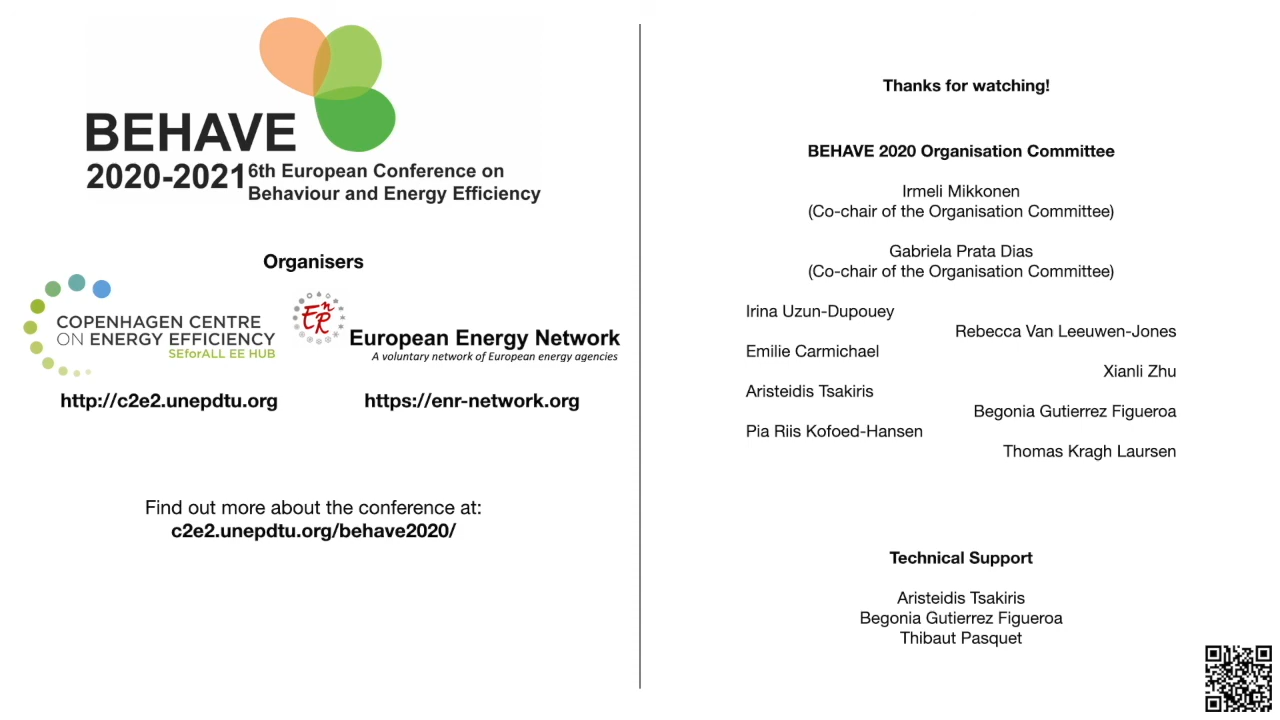 BEHAVE
2020-2021
6th European Conference on
Behaviour and Energy Efficiency
Organisers
COPENHAGEN CENTRE
ON ENERGY EFFICIENCY
SEforALL EE HUB
EnR
European Energy Network
A voluntary network of European energy agencies
http://c2e2.unepdtu.org
https://enr-network.org
Find out more about the conference at:
c2e2.unepdtu.org/behave2020/
Thanks for watching!
BEHAVE 2020 Organisation Committee
Irmeli Mikkonen
(Co-chair of the Organisation Committee)
Gabriela Prata Dias
(Co-chair of the Organisation Committee)
Irina Uzun-Dupouey
Rebecca Van Leeuwen-Jones
Emilie Carmichael
Xianli Zhu
Aristeidis Tsakiris
Begonia Gutierrez Figueroa
Pia Riis Kofoed-Hansen
Thomas Kragh Laursen
Technical Support
Aristeidis Tsakiris
Begonia Gutierrez Figueroa
Thibaut Pasquet